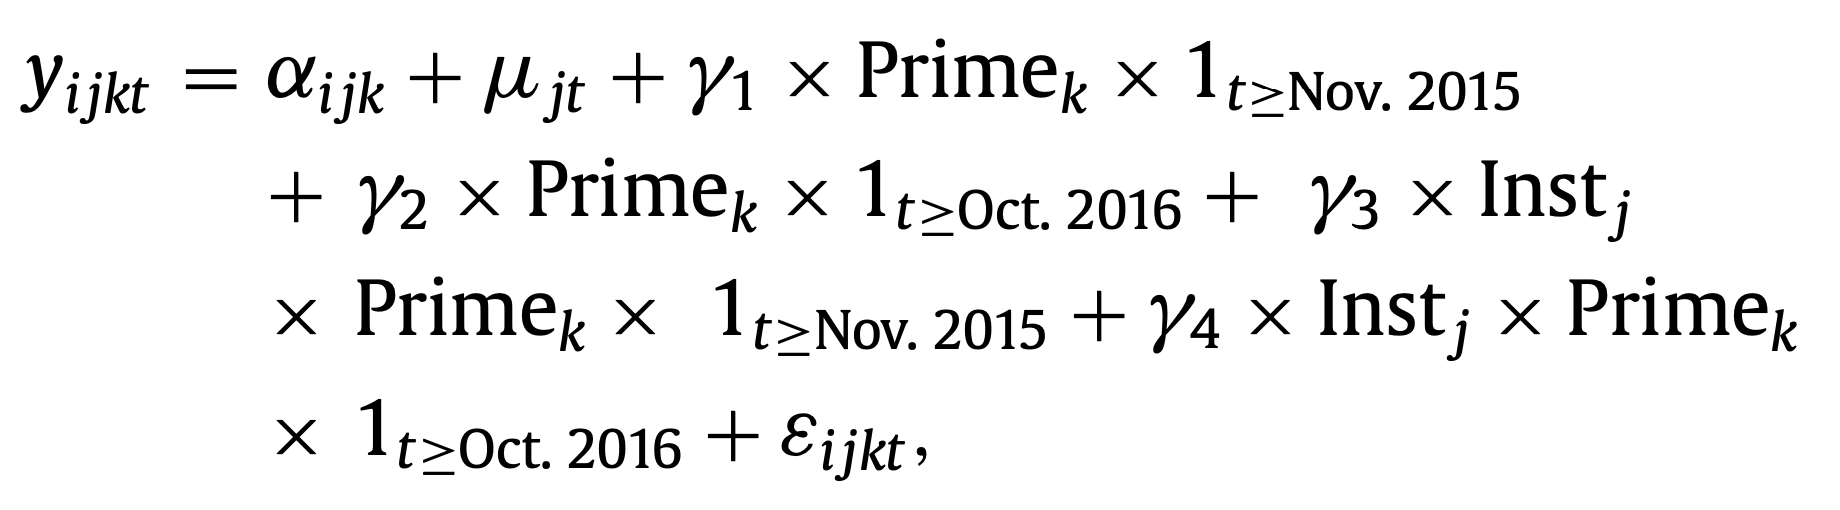 y_{ijkt} = α_{ijk} + μ_{jt} + γ_1 × Prime_k × 1_{t≥Nov. 2015}
+ γ_2 × Prime_k × 1_{t≥Oct. 2016} + γ_3 × Inst_j
× Prime_k × 1_{t≥Nov. 2015} + γ_4 × Inst_j × Prime_k
× 1_{t≥Oct. 2016} + ε_{ijkt},